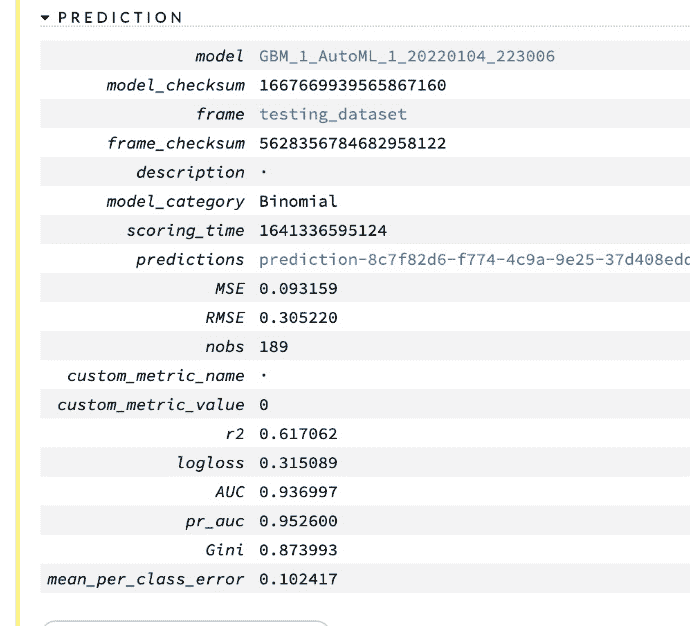 PREDICTION
model GBM_1_AutoML_1_20220104_223006
model_checksum 1667669939565867160
frame testing_dataset
frame_checksum 5628356784682958122
description ·
model_category Binomial
scoring_time 1641336595124
predictions prediction-8c7f82d6-f774-4c9a-9e25-37d408edc
MSE 0.093159
RMSE 0.305220
nobs 189
custom_metric_name ·
custom_metric_value 0
r2 0.617062
logloss 0.315089
AUC 0.936997
pr_auc 0.952600
Gini 0.873993
mean_per_class_error 0.102417